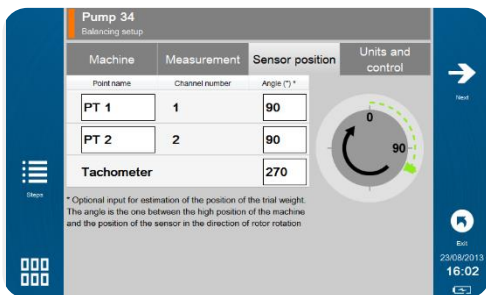 Pump 34
Balancing setup
Machine
Measurement
Sensor position
Units and
control
Point name
Channel number
Angle (°) *
PT 1
1
90
PT 2
2
90
Tachometer
270
0
90
* Optional input for estimation of the position of the trial weight.
The angle is the one between the high position of the machine
and the position of the sensor in the direction of rotor rotation
Steps
Next
Exit
23/08/2013
16:02